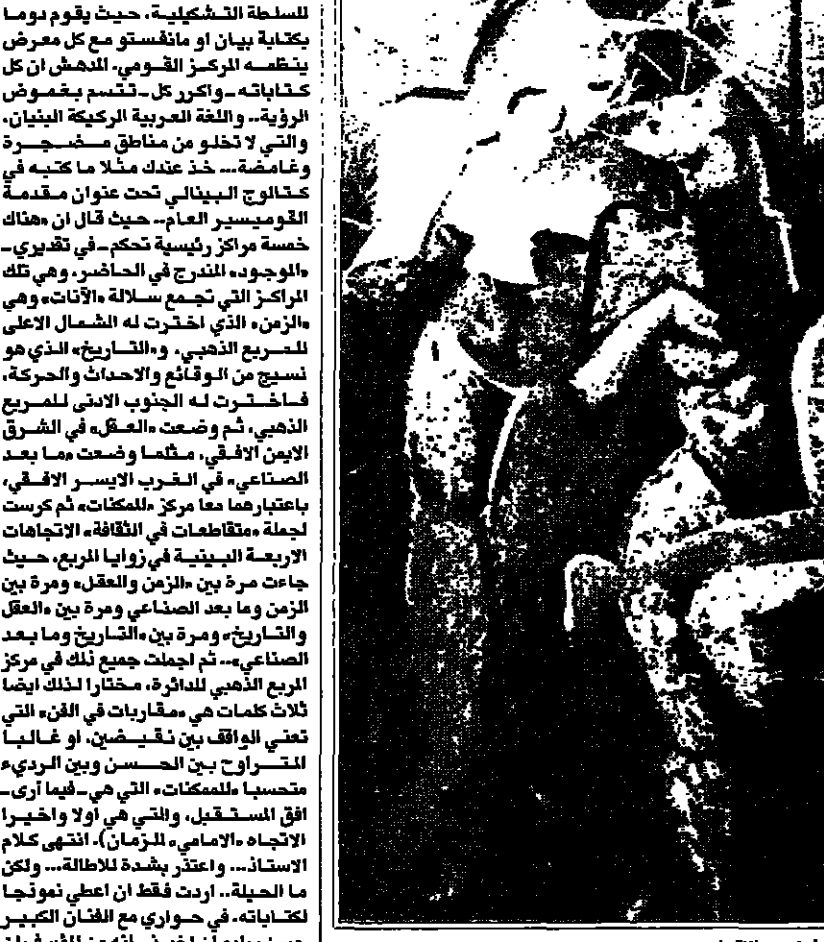 للسلطة التشكيلية، حيث يقوم دوما
بكتابة بيان او مانفستو مع كل معرض
ينظمه المركز القومي. المدهش ان كل
كتاباته ـ واكرر كل ـ تتسم بغموض
الرؤية.. واللغة العربية الركيكة البنيان،
والتي لا تخلو من مناطق متضجرة
وغامضة... خذ عندك مثلا ما كتبه في
كتالوج البينالي تحت عنوان مقدمة
القوميسير العام.. حيث قال ان «هناك
خمسة مراكز رئيسية تحكم ـ في تقديري ـ
«الموجود» المندرج في الحاضر، وهي تلك
المراكز التي تجمع سلالة «الآنات» وهي
«الزمن» الذي اخترت له الشمال الاعلى
للمربع الذهبي. و«التاريخ» الذي هو
نسيج من الوقائع والاحداث والحركة،
فاخترت له الجنوب الادنى للمربع
الذهبي، ثم وضعت «العقل» في الشرق
الايمن الافقي، مثلما وضعت «ما بعد
الصناعي» في الغرب الايسر الافقي،
باعتبارهما معا مركز «للمكنات» ثم كرست
لجملة «متقاطعات في الثقافة» الاتجاهات
الاربعة البينية في زوايا المربع، حيث
جاءت مرة بين «الزمن والعقل» ومرة بين
الزمن وما بعد الصناعي ومرة بين «العقل
والتاريخ» ومرة بين «التاريخ وما بعد
الصناعي».. ثم اجملت جميع ذلك في مركز
المربع الذهبي للدائرة، مختارا لذلك ايضا
ثلاث كلمات هي «مقاربات في الفن» التي
تعني الواقف بين نقيضين، او غالبا
المتراوح بين الحسن وبين الرديء
متحسبا «للممكنات» التي هي ـ فيما أرى ـ
افق المستقبل، والتي هي أولا واخيرا
الاتجاه «الامامي» للزمان). انتهى كلام
الاستاذ... واعتذر بشدة للاطالة... ولكن
ما الحيلة.. اردت فقط ان اعطي نموذجا
لكتاباته. في حواري مع الفنان الكبير